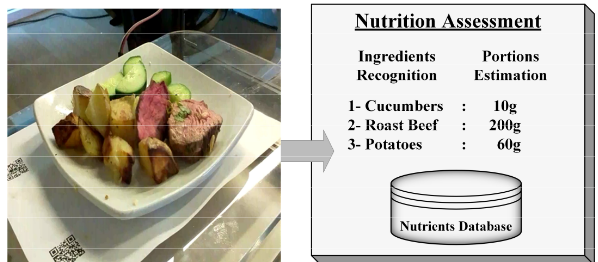 Nutrition Assessment
Ingredients Portions
Recognition Estimation
1- Cucumbers : 10g
2- Roast Beef : 200g
3- Potatoes : 60g
Nutrients Database